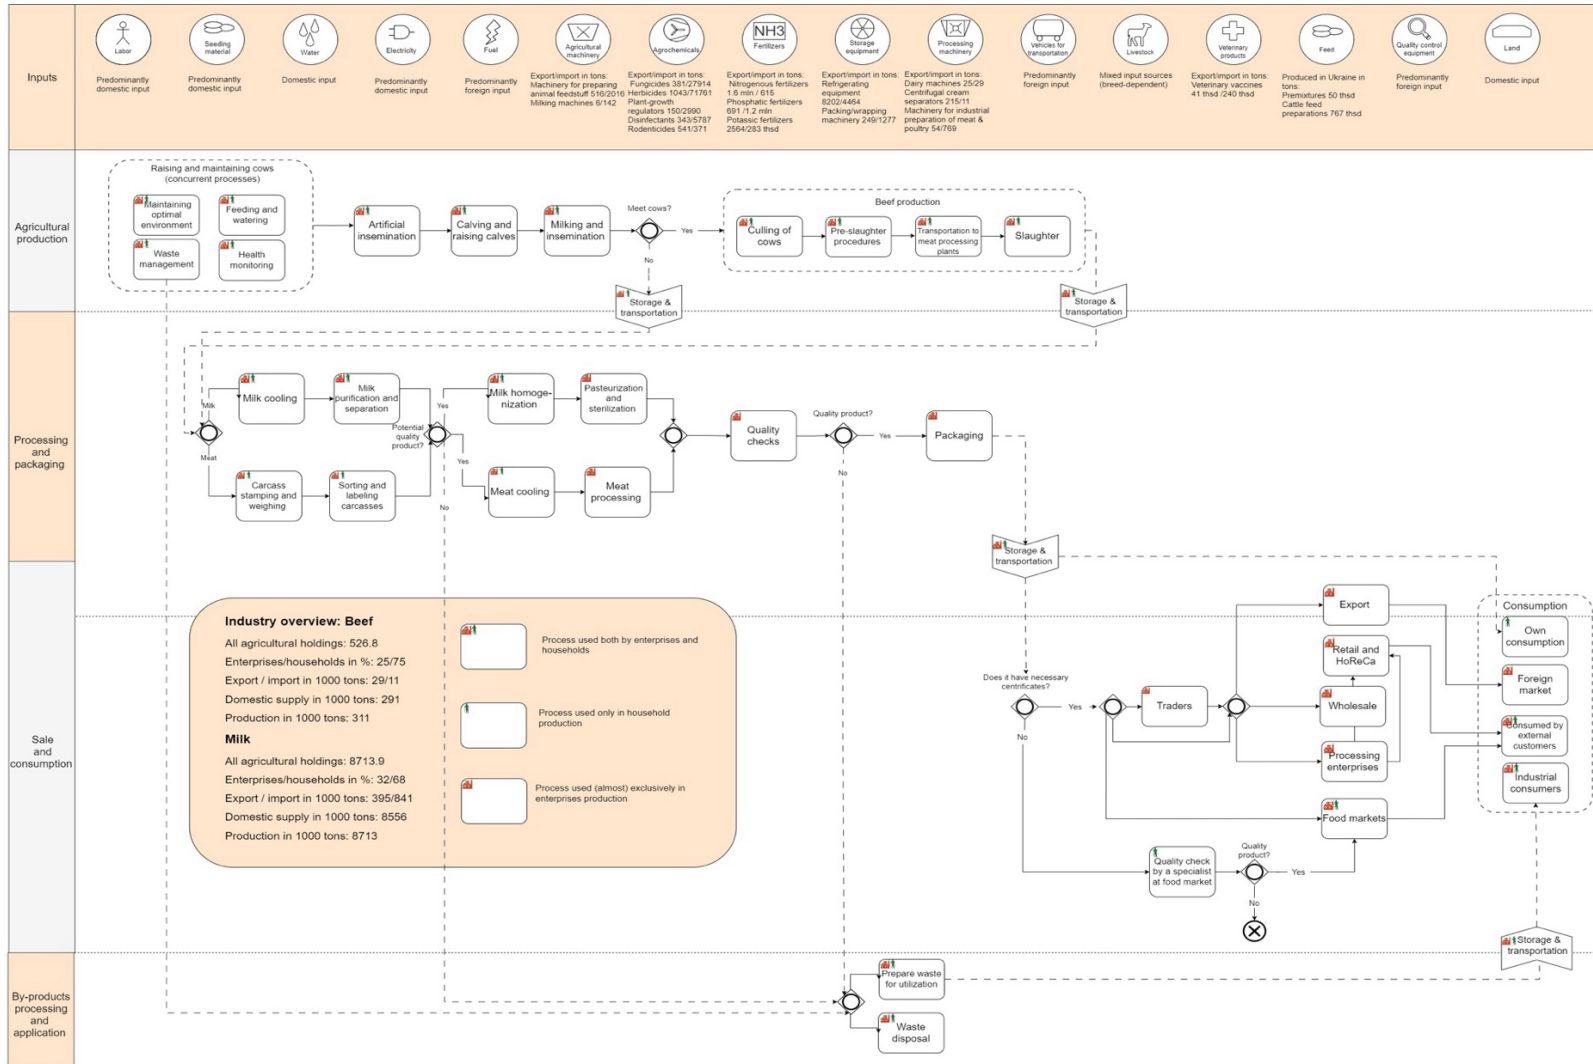 Inputs
Labor
Seeding
material
Water
Electricity
Fuel
Agricultural
machinery
Agrochemicals
NH3
Fertilizers
Storage
equipment
Processing
machinery
Vehicles for
transportation
Livestock
Veterinary
products
Feed
Quality control
equipment
Land
Predominantly
domestic input
Predominantly
domestic input
Domestic input
Predominantly
domestic input
Predominantly
foreign input
Export/import in tons:
Machinery for preparing
animal feedstuff 516/2016
Milking machines 6/142
Export/import in tons:
Fungicides 381/27914
Herbicides 1043/71761
Plant-growth
regulators 150/2990
Disinfectants 343/5787
Rodenticides 541/371
Export/import in tons:
Nitrogenous fertilizers
1.6 mln / 615
Phosphatic fertilizers
691 /1.2 mln
Potassic fertilizers
2564/283 thsd
Export/import in tons:
Refrigerating
equipment
8202/4464
Packing/wrapping
machinery 249/1277
Export/import in tons:
Dairy machines 25/29
Centrifugal cream
separators 215/11
Machinery for industrial
preparation of meat &
poultry 54/769
Predominantly
foreign input
Mixed input sources
(breed-dependent)
Export/import in tons:
Veterinary vaccines
41 thsd /240 thsd
Produced in Ukraine in
tons:
Premixtures 50 thsd
Cattle feed
preparations 767 thsd
Predominantly
foreign input
Domestic input
Agricultural
production
Raising and maintaining cows
(concurrent processes)
Maintaining
optimal
environment
Feeding and
watering
Waste
management
Health
monitoring
Artificial
insemination
Calving and
raising calves
Milking and
insemination
Meet cows?
Yes
No
Beef production
Culling of
cows
Pre-slaughter
procedures
Transportation to
meat processing
plants
Slaughter
Storage &
transportation
Storage &
transportation
Processing
and
packaging
Milk
Meat
Milk cooling
Milk
purification and
separation
Carcass
stamping and
weighing
Sorting and
labeling
carcasses
Potential
quality
product?
Yes
Yes
No
Milk homoge-
nization
Pasteurization
and
sterilization
Meat cooling
Meat
processing
Quality
checks
Quality product?
Yes
No
Packaging
Storage &
transportation
Sale
and
consumption
Industry overview: Beef
All agricultural holdings: 526.8
Enterprises/households in %: 25/75
Export / import in 1000 tons: 29/11
Domestic supply in 1000 tons: 291
Production in 1000 tons: 311
Milk
All agricultural holdings: 8713.9
Enterprises/households in %: 32/68
Export / import in 1000 tons: 395/841
Domestic supply in 1000 tons: 8556
Production in 1000 tons: 8713
Process used both by enterprises and
households
Process used only in household
production
Process used (almost) exclusively in
enterprises production
Does it have necessary
centrificates?
Yes
No
Traders
Export
Retail and
HoReCa
Wholesale
Processing
enterprises
Food markets
Quality check
by a specialist
at food market
Quality
product?
Yes
No
Consumption
Own
consumption
Foreign
market
Consumed by
external
customers
Industrial
consumers
Storage &
transportation
By-products
processing
and
application
Prepare waste
for utilization
Waste
disposal